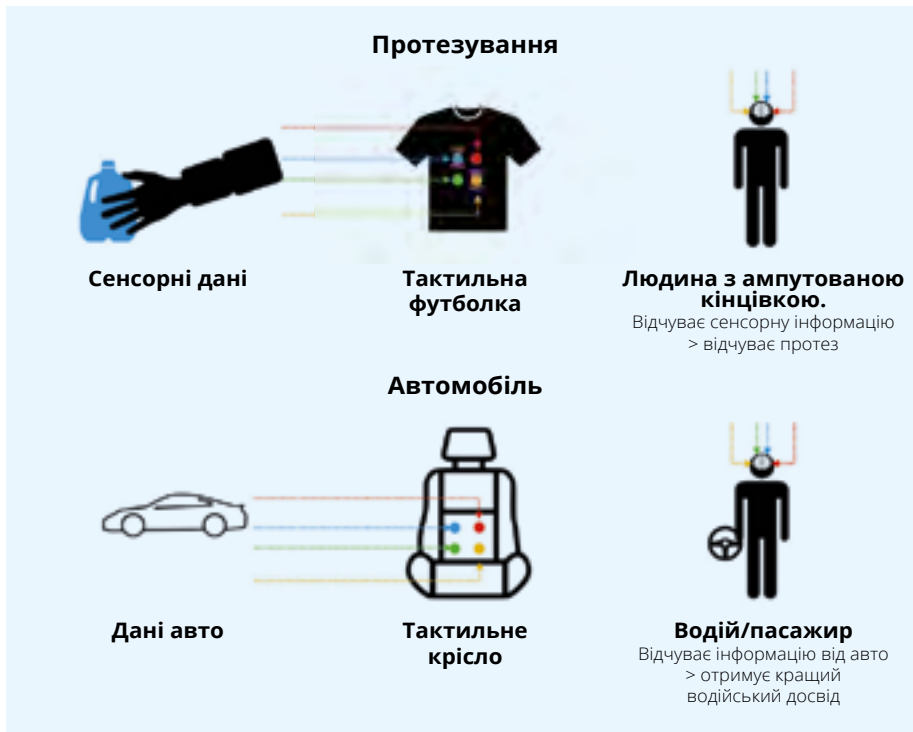 Протезування
Сенсорні дані
Тактильна
футболка
Людина з ампутованою
кінцівкою.
Відчуває сенсорну інформацію
> відчуває протез
Автомобіль
Дані авто
Тактильне
крісло
Водій/пасажир
Відчуває інформацію від авто
> отримує кращий
водійський досвід